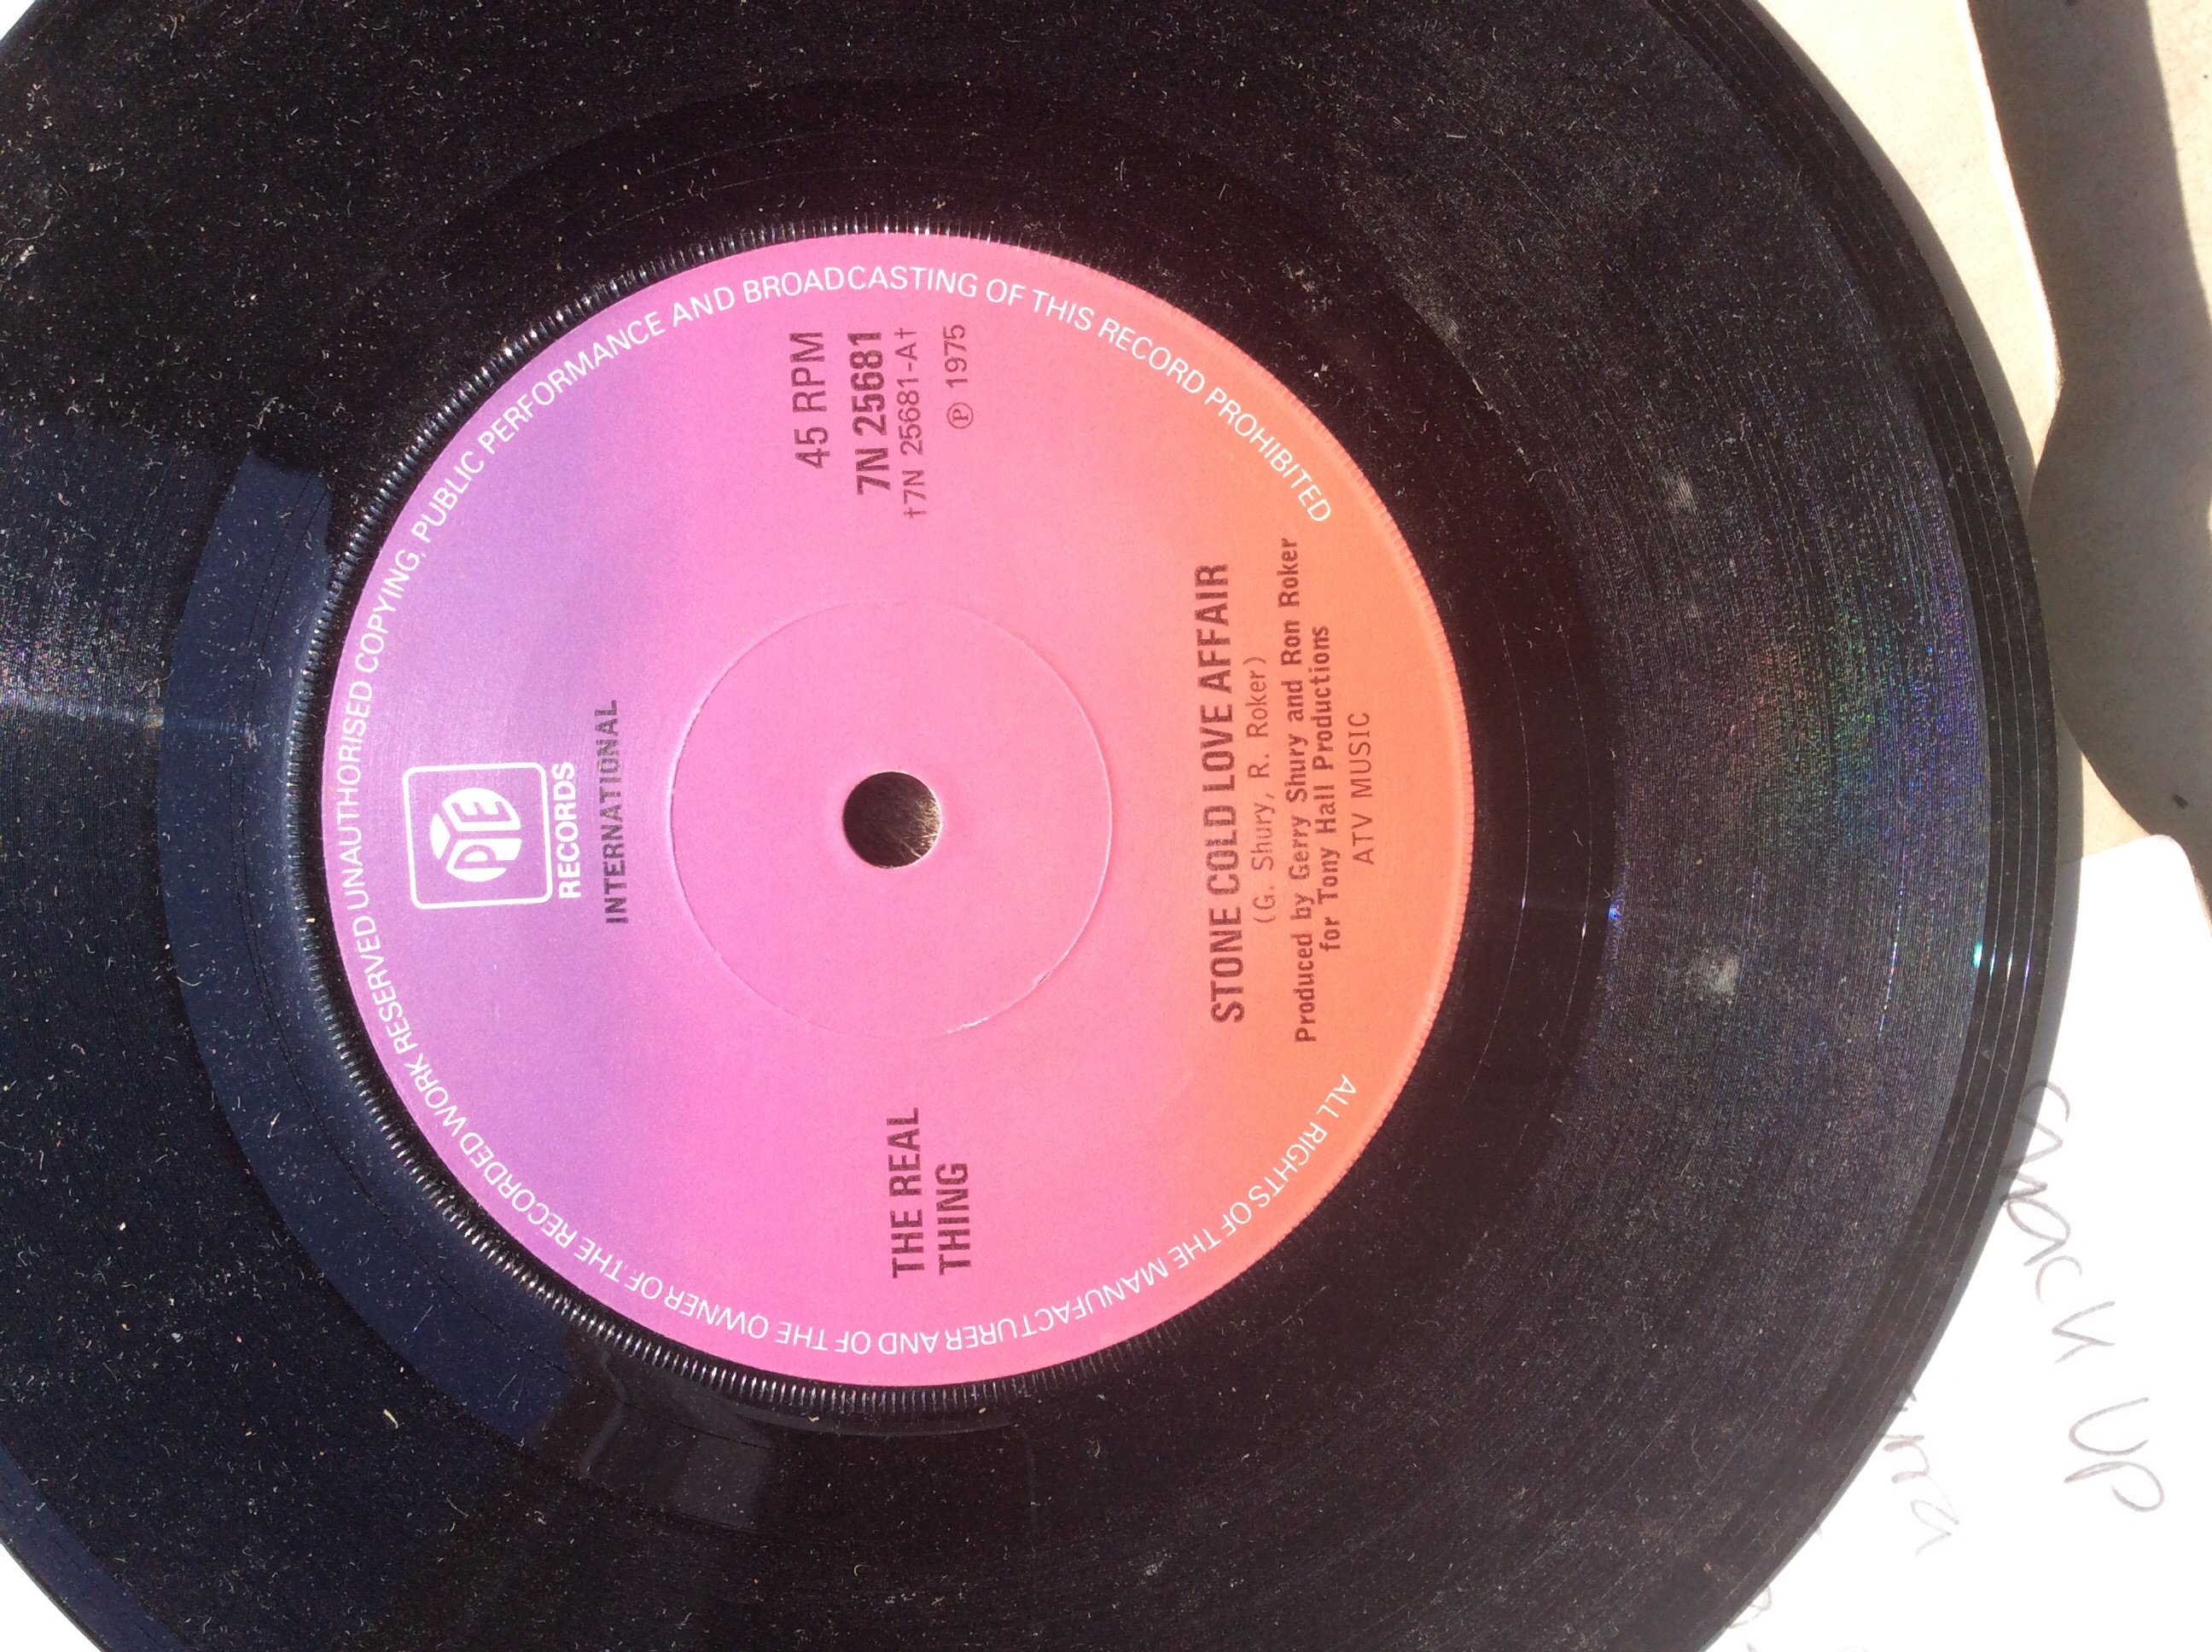 PYE
RECORDS
INTERNATIONAL
45 RPM
7N 25681
†7N 25681-A†
℗ 1975
THE REAL
THING
STONE COLD LOVE AFFAIR
(G. Shury, R. Roker)
Produced by Gerry Shury and Ron Roker
for Tony Hall Productions
ATV MUSIC
ALL RIGHTS OF THE MANUFACTURER AND OF THE OWNER OF THE RECORDED WORK RESERVED UNAUTHORISED COPYING, PUBLIC PERFORMANCE AND BROADCASTING OF THIS RECORD PROHIBITED
UP